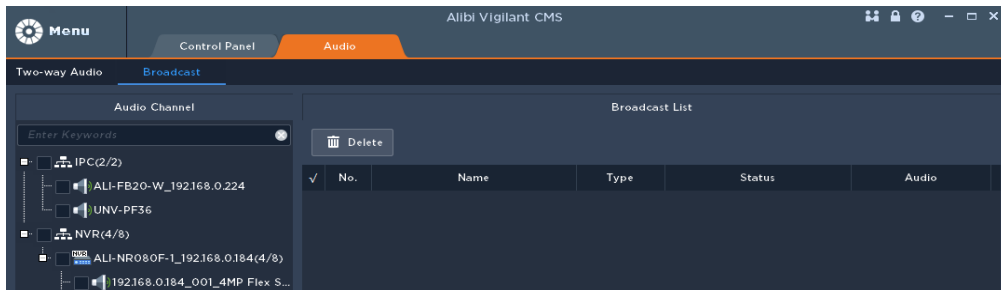 Alibi Vigilant CMS
Menu
Control Panel
Audio
Two-way Audio
Broadcast
Audio Channel
Enter Keywords
IPC(2/2)
ALI-FB20-W_192.168.0.224
UNV-PF36
NVR(4/8)
NVR
ALI-NR080F-1_192.168.0.184(4/8)
192.168.0.184_001_4MP Flex S...
Broadcast List
Delete
√ No. Name Type Status Audio